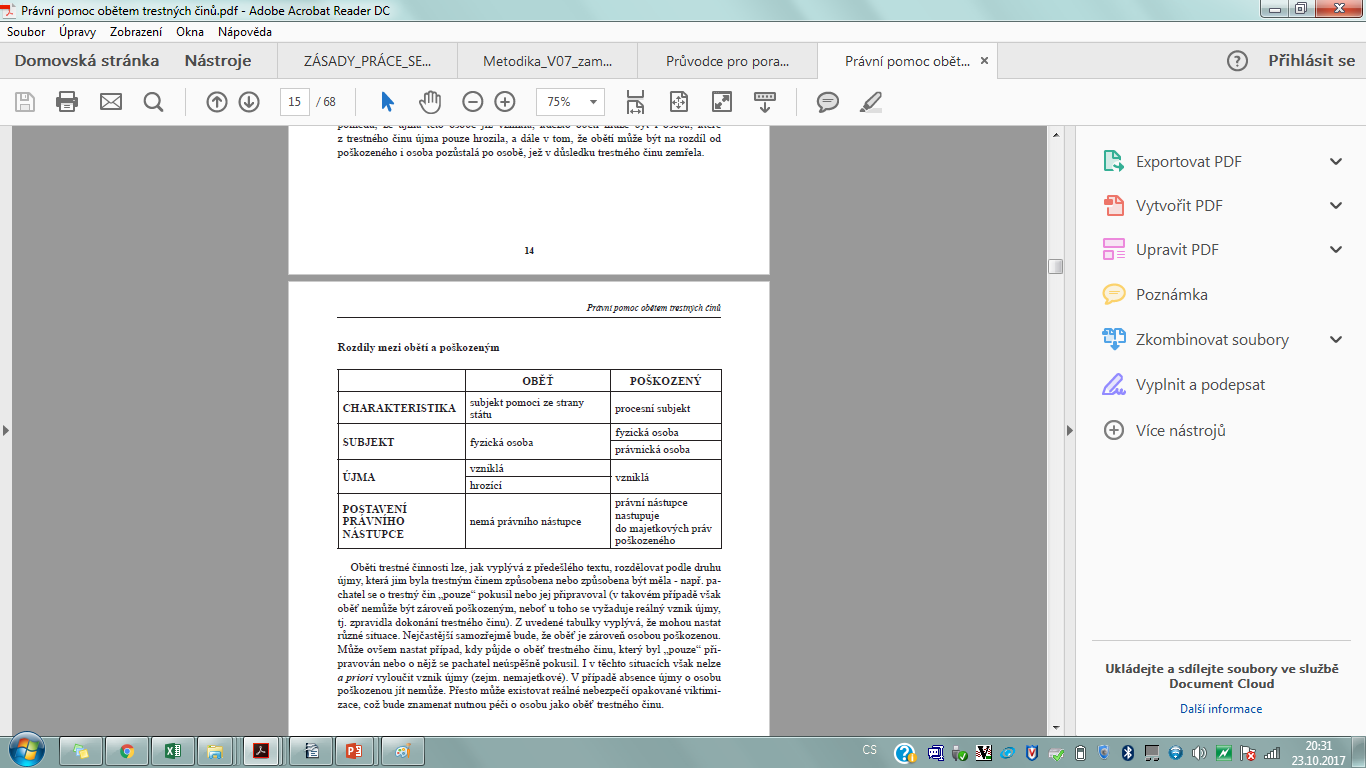 Právní pomoc obětem trestných činů.pdf - Adobe Acrobat Reader DC
Soubor Úpravy Zobrazení Okna Nápověda
Domovská stránka Nástroje ZÁSADY_PRÁCE_SE... Metodika_V07_zam... Průvodce pro pora... Právní pomoc obět... × Přihlásit se
15 / 68 75%
z trestného činu újma pouze hrozila, a dále v tom, že obětí může být na rozdíl od
poškozeného i osoba pozůstalá po osobě, jež v důsledku trestného činu zemřela.
14
Právní pomoc obětem trestných činů
Rozdíly mezi obětí a poškozeným
OBĚŤ POŠKOZENÝ
CHARAKTERISTIKA subjekt pomoci ze strany státu procesní subjekt
SUBJEKT fyzická osoba fyzická osoba
právnická osoba
ÚJMA vzniklá vzniklá
hrozící
POSTAVENÍ PRÁVNÍHO NÁSTUPCE nemá právního nástupce právní nástupce nastupuje do majetkových práv poškozeného
Oběti trestné činnosti lze, jak vyplývá z předešlého textu, rozdělovat podle druhu
újmy, která jim byla trestným činem způsobena nebo způsobena být měla - např. pa-
chatel se o trestný čin „pouze“ pokusil nebo jej připravoval (v takovém případě však
oběť nemůže být zároveň poškozeným, neboť u toho se vyžaduje reálný vznik újmy,
tj. zpravidla dokonání trestného činu). Z uvedené tabulky vyplývá, že mohou nastat
různé situace. Nejčastější samozřejmě bude, že oběť je zároveň osobou poškozenou.
Může ovšem nastat případ, kdy půjde o oběť trestného činu, který byl „pouze“ při-
pravován nebo o nějž se pachatel neúspěšně pokusil. I v těchto situacích však nelze
a priori vyloučit vznik újmy (zejm. nemajetkové). V případě absence újmy o osobu
poškozenou jít nemůže. Přesto může existovat reálné nebezpečí opakované viktimi-
zace, což bude znamenat nutnou péči o osobu jako oběť trestného činu.
Exportovat PDF
Vytvořit PDF
Upravit PDF
Poznámka
Zkombinovat soubory
Vyplnit a podepsat
Více nástrojů
Ukládejte a sdílejte soubory ve službě
Document Cloud
Další informace
CS
20:31
23.10.2017